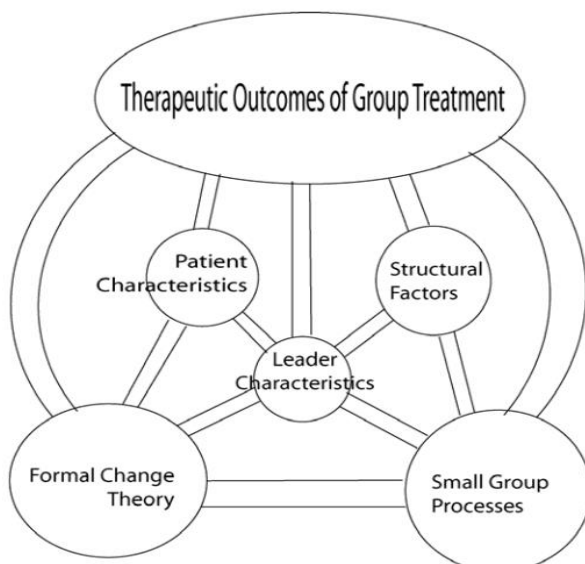 Therapeutic Outcomes of Group Treatment
Patient
Characteristics
Structural
Factors
Leader
Characteristics
Formal Change
Theory
Small Group
Processes